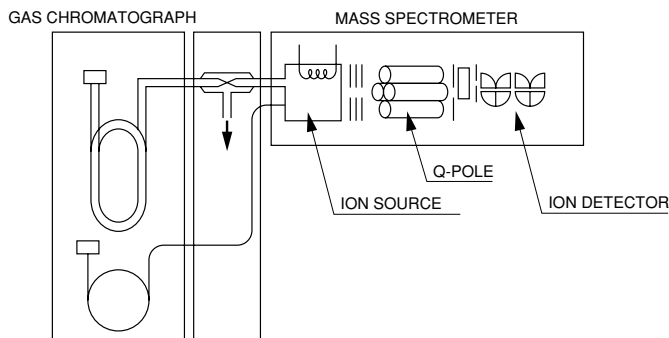 GAS CHROMATOGRAPH
MASS SPECTROMETER
Q-POLE
ION SOURCE
ION DETECTOR